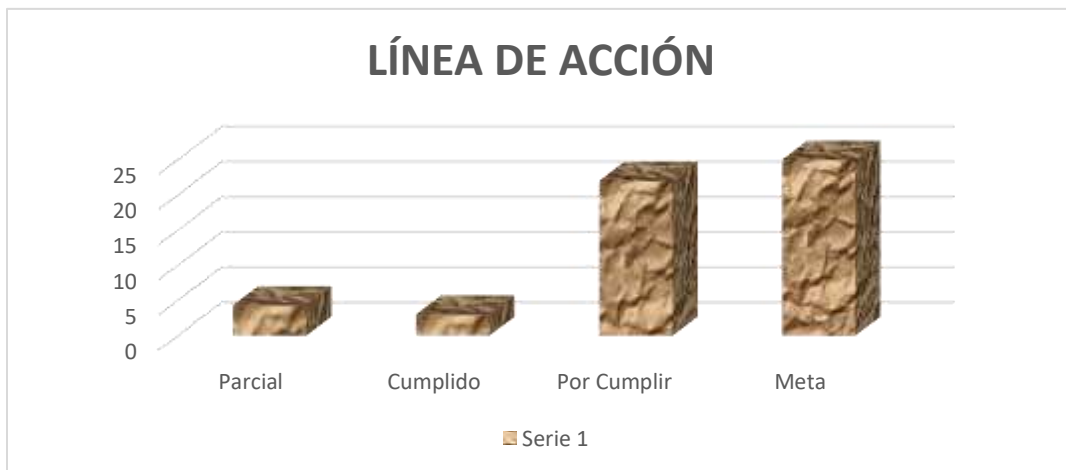 LÍNEA DE ACCIÓN
25
20
15
10
5
0
Parcial Cumplido Por Cumplir Meta
Serie 1